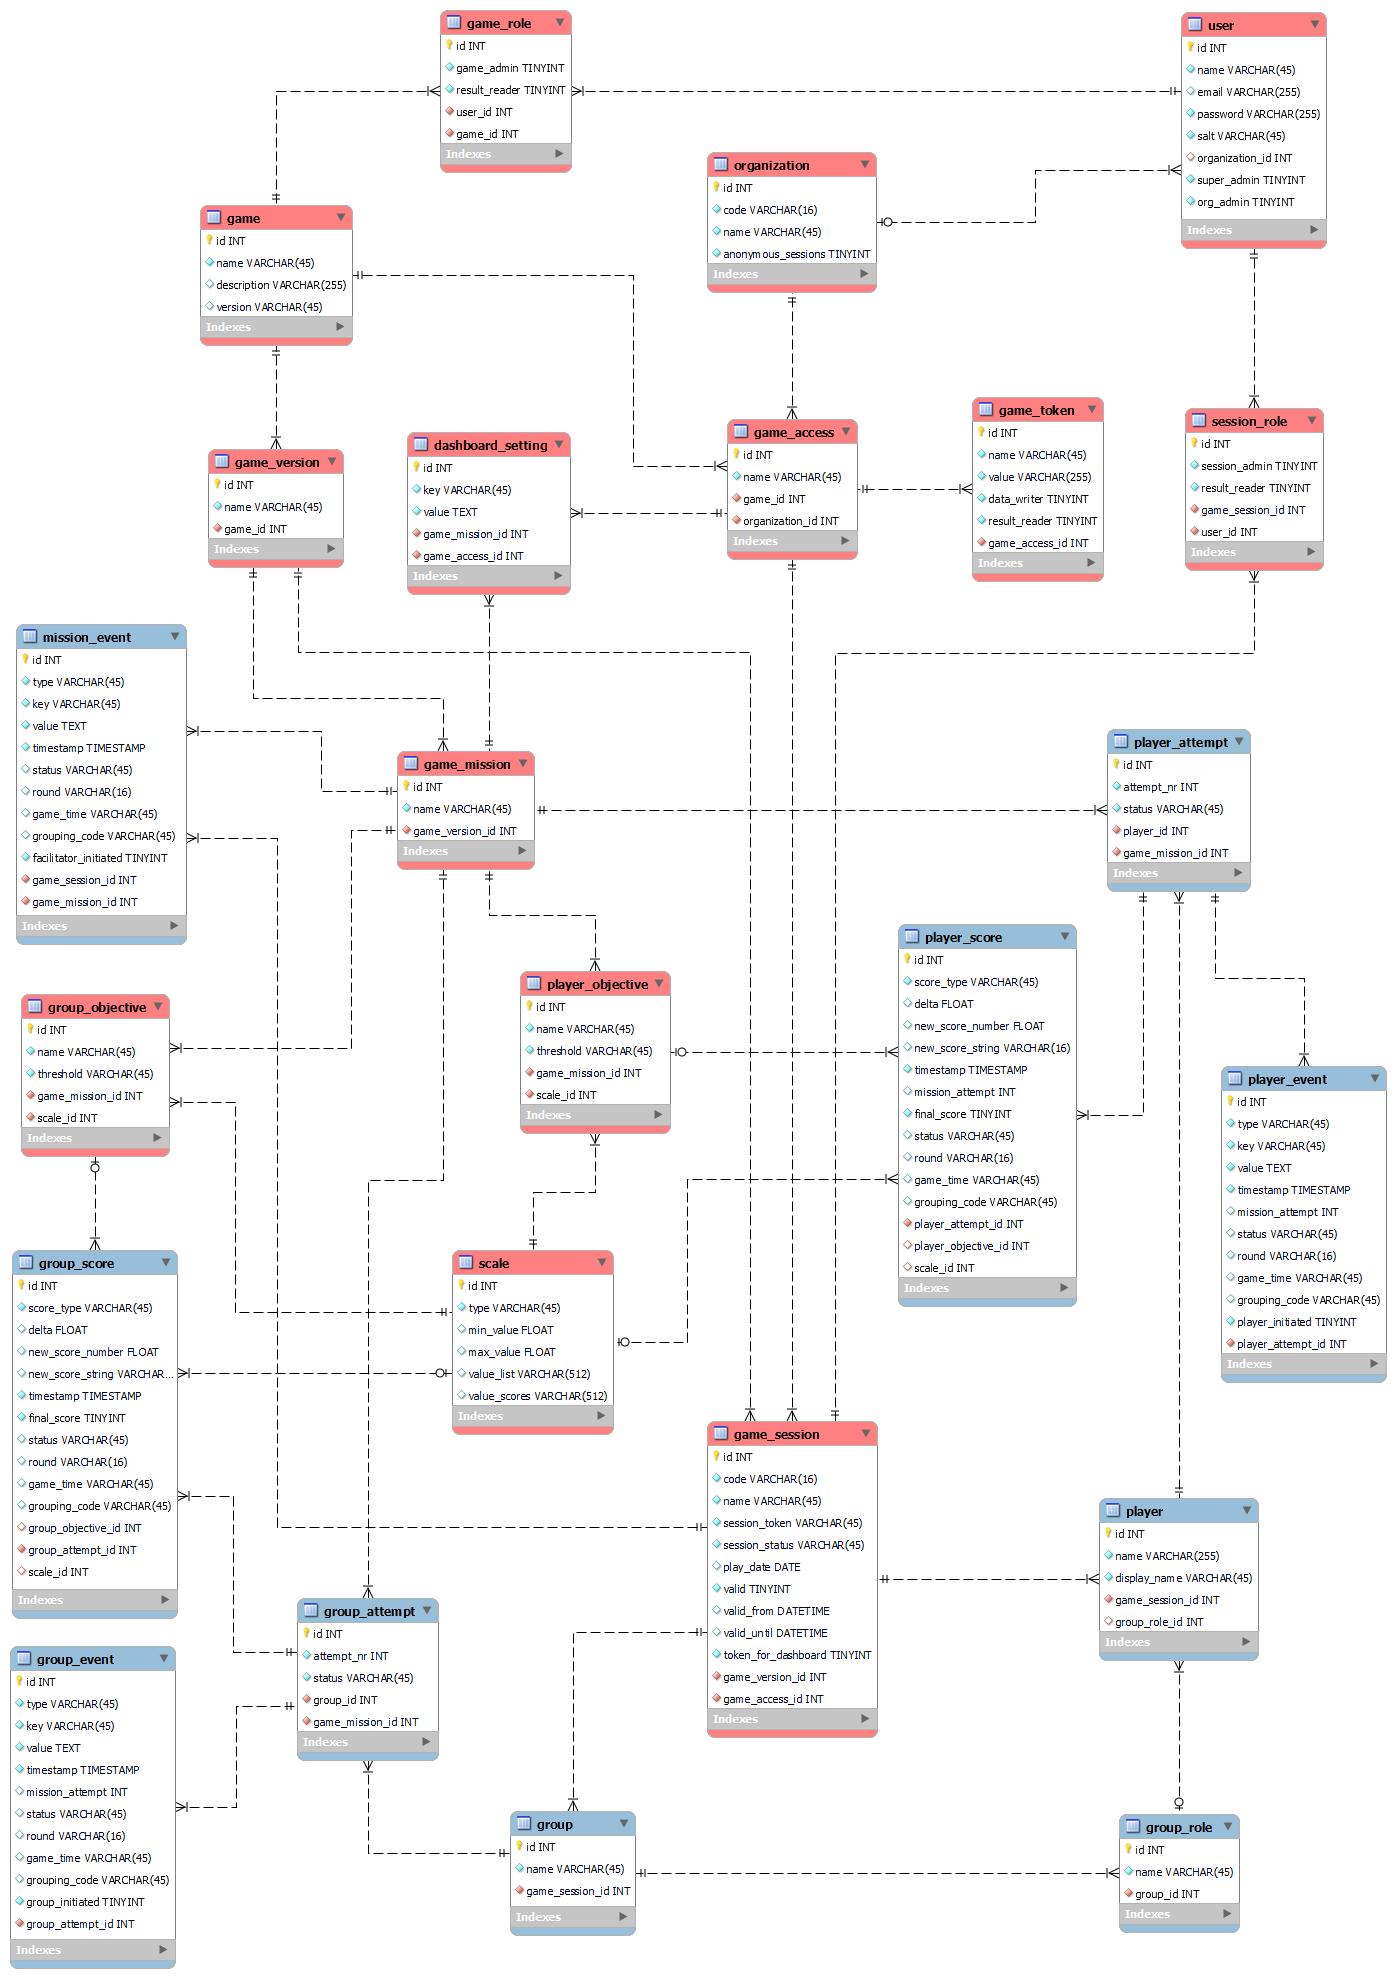 game_role
id INT
game_admin TINYINT
result_reader TINYINT
user_id INT
game_id INT
Indexes
user
id INT
name VARCHAR(45)
email VARCHAR(255)
password VARCHAR(255)
salt VARCHAR(45)
organization_id INT
super_admin TINYINT
org_admin TINYINT
Indexes
organization
id INT
code VARCHAR(16)
name VARCHAR(45)
anonymous_sessions TINYINT
Indexes
game
id INT
name VARCHAR(45)
description VARCHAR(255)
version VARCHAR(45)
Indexes
game_version
id INT
name VARCHAR(45)
game_id INT
Indexes
dashboard_setting
id INT
key VARCHAR(45)
value TEXT
game_mission_id INT
game_access_id INT
Indexes
game_access
id INT
name VARCHAR(45)
game_id INT
organization_id INT
Indexes
game_token
id INT
name VARCHAR(45)
value VARCHAR(255)
data_writer TINYINT
result_reader TINYINT
game_access_id INT
Indexes
session_role
id INT
session_admin TINYINT
result_reader TINYINT
game_session_id INT
user_id INT
Indexes
mission_event
id INT
type VARCHAR(45)
key VARCHAR(45)
value TEXT
timestamp TIMESTAMP
status VARCHAR(45)
round VARCHAR(16)
game_time VARCHAR(45)
grouping_code VARCHAR(45)
facilitator_initiated TINYINT
game_session_id INT
game_mission_id INT
Indexes
game_mission
id INT
name VARCHAR(45)
game_version_id INT
Indexes
player_attempt
id INT
attempt_nr INT
status VARCHAR(45)
player_id INT
game_mission_id INT
Indexes
player_score
id INT
score_type VARCHAR(45)
delta FLOAT
new_score_number FLOAT
new_score_string VARCHAR(16)
timestamp TIMESTAMP
mission_attempt INT
final_score TINYINT
status VARCHAR(45)
round VARCHAR(16)
game_time VARCHAR(45)
grouping_code VARCHAR(45)
player_attempt_id INT
player_objective_id INT
scale_id INT
Indexes
group_objective
id INT
name VARCHAR(45)
threshold VARCHAR(45)
game_mission_id INT
scale_id INT
Indexes
player_objective
id INT
name VARCHAR(45)
threshold VARCHAR(45)
game_mission_id INT
scale_id INT
Indexes
player_event
id INT
type VARCHAR(45)
key VARCHAR(45)
value TEXT
timestamp TIMESTAMP
mission_attempt INT
status VARCHAR(45)
round VARCHAR(16)
game_time VARCHAR(45)
grouping_code VARCHAR(45)
player_initiated TINYINT
player_attempt_id INT
Indexes
group_score
id INT
score_type VARCHAR(45)
delta FLOAT
new_score_number FLOAT
new_score_string VARCHAR...
timestamp TIMESTAMP
final_score TINYINT
status VARCHAR(45)
round VARCHAR(16)
game_time VARCHAR(45)
grouping_code VARCHAR(45)
group_objective_id INT
group_attempt_id INT
scale_id INT
Indexes
scale
id INT
type VARCHAR(45)
min_value FLOAT
max_value FLOAT
value_list VARCHAR(512)
value_scores VARCHAR(512)
Indexes
game_session
id INT
code VARCHAR(16)
name VARCHAR(45)
session_token VARCHAR(45)
session_status VARCHAR(45)
play_date DATE
valid TINYINT
valid_from DATETIME
valid_until DATETIME
token_for_dashboard TINYINT
game_version_id INT
game_access_id INT
Indexes
player
id INT
name VARCHAR(255)
display_name VARCHAR(45)
game_session_id INT
group_role_id INT
Indexes
group_attempt
id INT
attempt_nr INT
status VARCHAR(45)
group_id INT
game_mission_id INT
Indexes
group_event
id INT
type VARCHAR(45)
key VARCHAR(45)
value TEXT
timestamp TIMESTAMP
mission_attempt INT
status VARCHAR(45)
round VARCHAR(16)
game_time VARCHAR(45)
grouping_code VARCHAR(45)
group_initiated TINYINT
group_attempt_id INT
Indexes
group
id INT
name VARCHAR(45)
game_session_id INT
Indexes
group_role
id INT
name VARCHAR(45)
group_id INT
Indexes